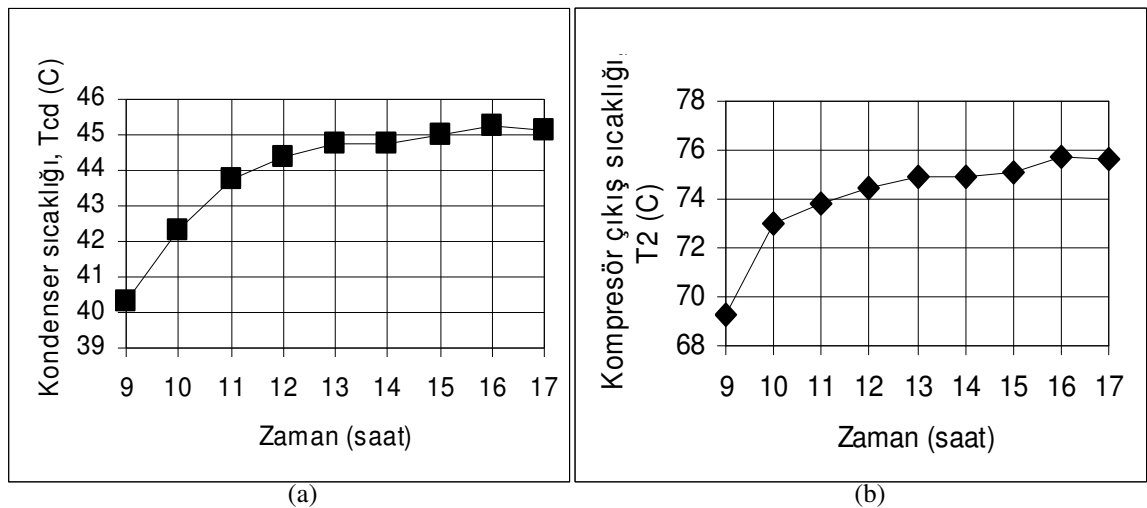 Kondenser sıcaklığı, Tcd (C)
46
45
44
43
42
41
40
39
9 10 11 12 13 14 15 16 17
Zaman (saat)
(a)
Kompresör çıkış sıcaklığı,
T2 (C)
78
76
74
72
70
68
9 10 11 12 13 14 15 16 17
Zaman (saat)
(b)